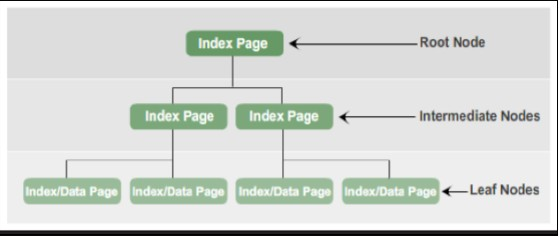 Index Page
Root Node
Index Page Index Page
Intermediate Nodes
Index/Data Page Index/Data Page Index/Data Page Index/Data Page
Leaf Nodes